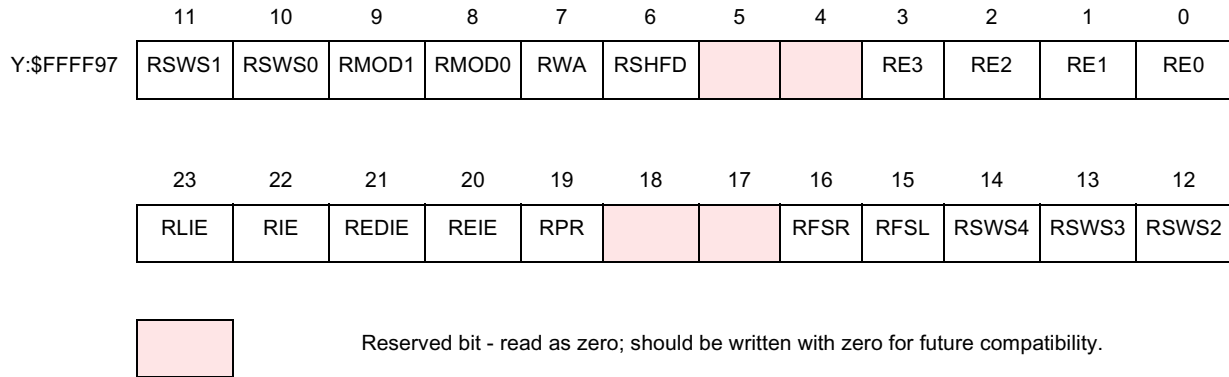 11 10 9 8 7 6 5 4 3 2 1 0
Y:$FFFF97 RSWS1 RSWS0 RMOD1 RMOD0 RWA RSHFD RE3 RE2 RE1 RE0
23 22 21 20 19 18 17 16 15 14 13 12
RLIE RIE REDIE REIE RPR RFSR RFSL RSWS4 RSWS3 RSWS2
Reserved bit - read as zero; should be written with zero for future compatibility.